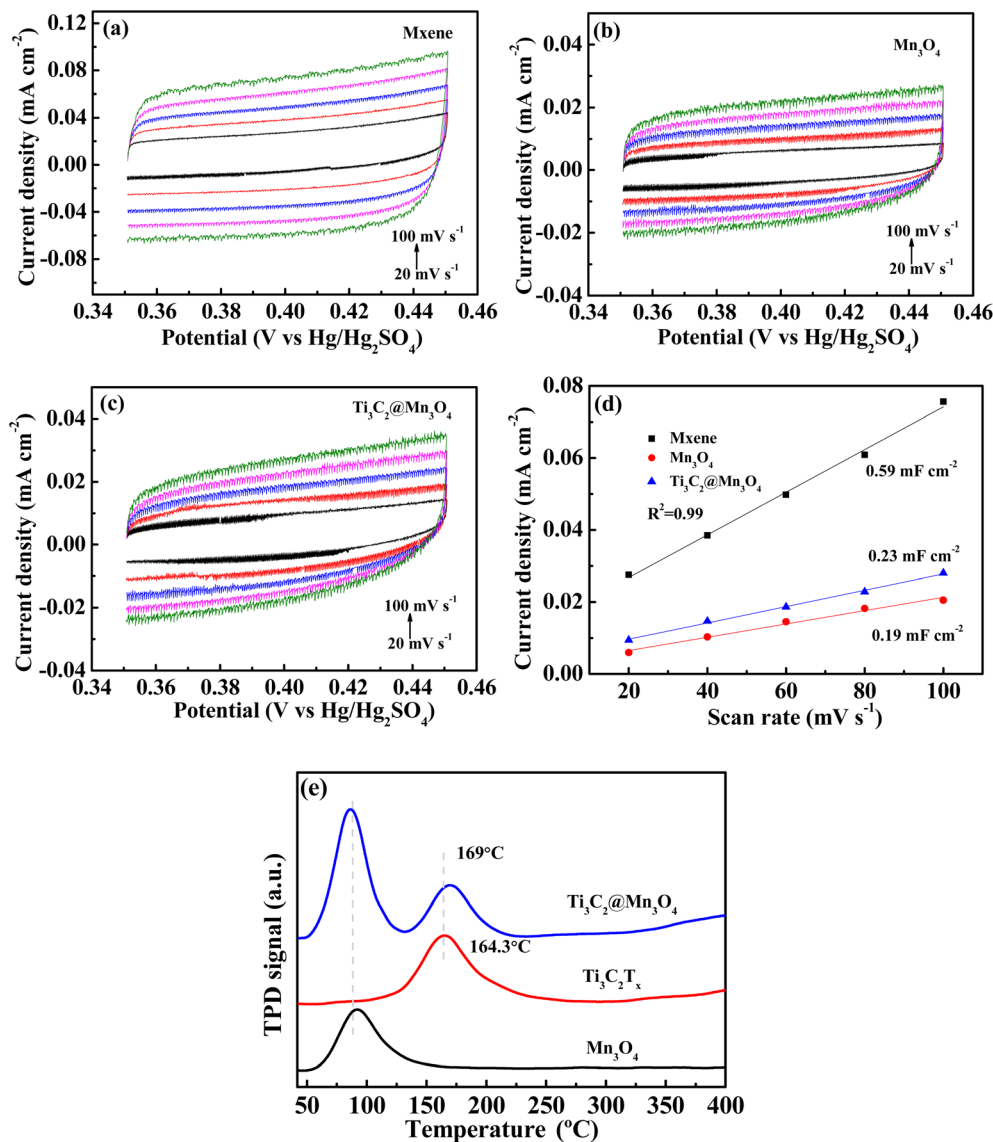 (a)
Mxene
0.12
0.08
0.04
0.00
-0.04
-0.08
Current density (mA cm⁻²)
100 mV s⁻¹
20 mV s⁻¹
0.34 0.36 0.38 0.40 0.42 0.44 0.46
Potential (V vs Hg/Hg₂SO₄)
(b)
Mn₃O₄
0.04
0.02
0.00
-0.02
-0.04
Current density (mA cm⁻²)
100 mV s⁻¹
20 mV s⁻¹
0.34 0.36 0.38 0.40 0.42 0.44 0.46
Potential (V vs Hg/Hg₂SO₄)
(c)
Ti₃C₂@Mn₃O₄
0.04
0.02
0.00
-0.02
-0.04
Current density (mA cm⁻²)
100 mV s⁻¹
20 mV s⁻¹
0.34 0.36 0.38 0.40 0.42 0.44 0.46
Potential (V vs Hg/Hg₂SO₄)
(d)
0.08
0.06
0.04
0.02
0.00
Current density (mA cm⁻²)
Mxene
Mn₃O₄
Ti₃C₂@Mn₃O₄
R²=0.99
0.59 mF cm⁻²
0.23 mF cm⁻²
0.19 mF cm⁻²
20 40 60 80 100
Scan rate (mV s⁻¹)
(e)
TPD signal (a.u.)
169°C
Ti₃C₂@Mn₃O₄
164.3°C
Ti₃C₂Tₓ
Mn₃O₄
50 100 150 200 250 300 350 400
Temperature (°C)